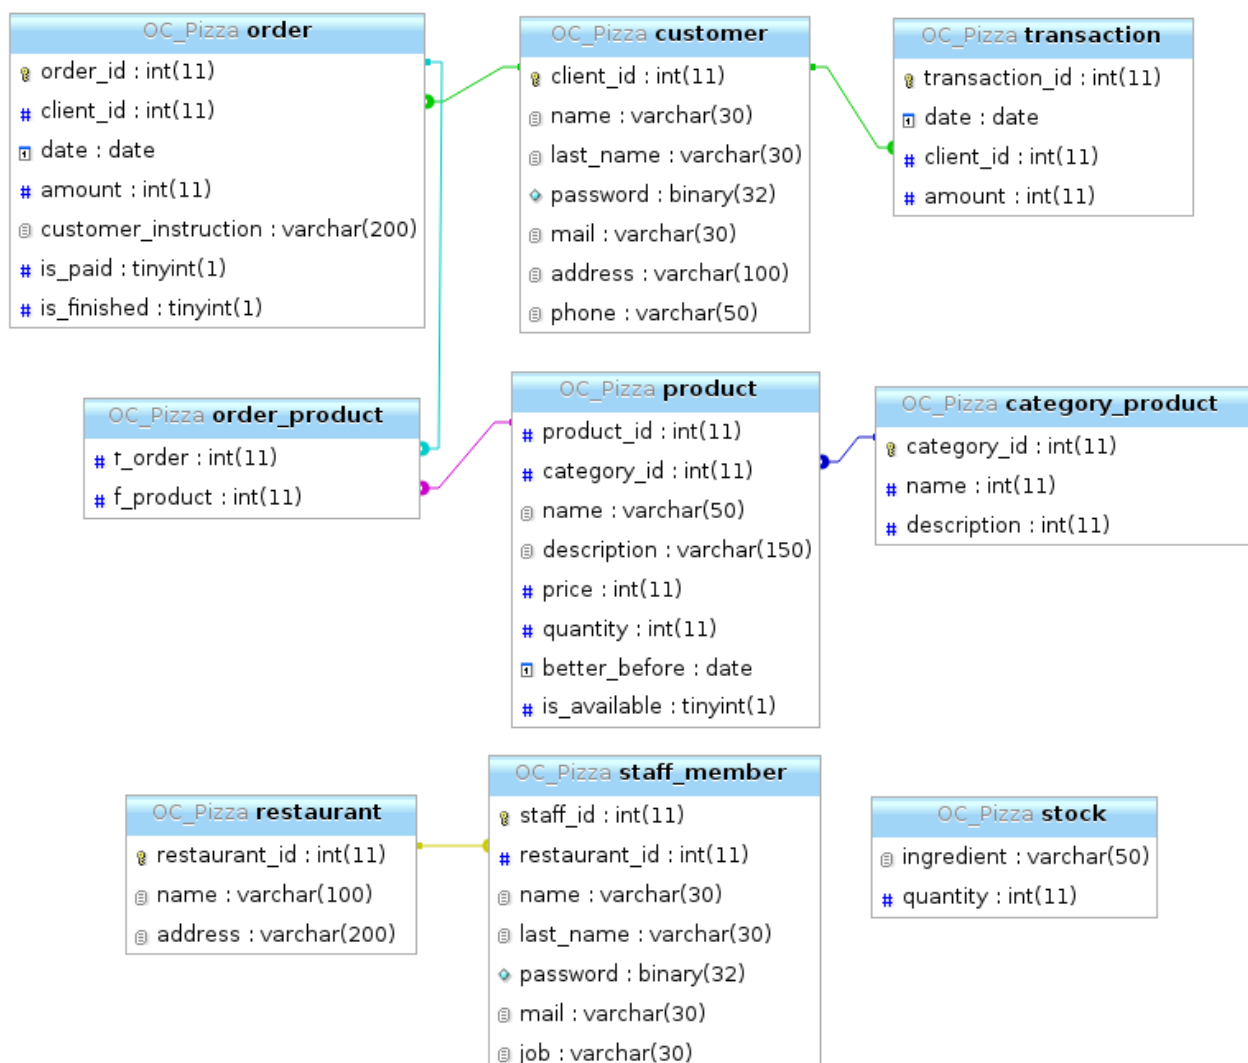 OC_Pizza order
order_id : int(11)
client_id : int(11)
date : date
amount : int(11)
customer_instruction : varchar(200)
is_paid : tinyint(1)
is_finished : tinyint(1)
OC_Pizza customer
client_id : int(11)
name : varchar(30)
last_name : varchar(30)
password : binary(32)
mail : varchar(30)
address : varchar(100)
phone : varchar(50)
OC_Pizza transaction
transaction_id : int(11)
date : date
client_id : int(11)
amount : int(11)
OC_Pizza order_product
f_order : int(11)
f_product : int(11)
OC_Pizza product
product_id : int(11)
category_id : int(11)
name : varchar(50)
description : varchar(150)
price : int(11)
quantity : int(11)
better_before : date
is_available : tinyint(1)
OC_Pizza category_product
category_id : int(11)
name : int(11)
description : int(11)
OC_Pizza restaurant
restaurant_id : int(11)
name : varchar(100)
address : varchar(200)
OC_Pizza staff_member
staff_id : int(11)
restaurant_id : int(11)
name : varchar(30)
last_name : varchar(30)
password : binary(32)
mail : varchar(30)
job : varchar(30)
OC_Pizza stock
ingredient : varchar(50)
quantity : int(11)